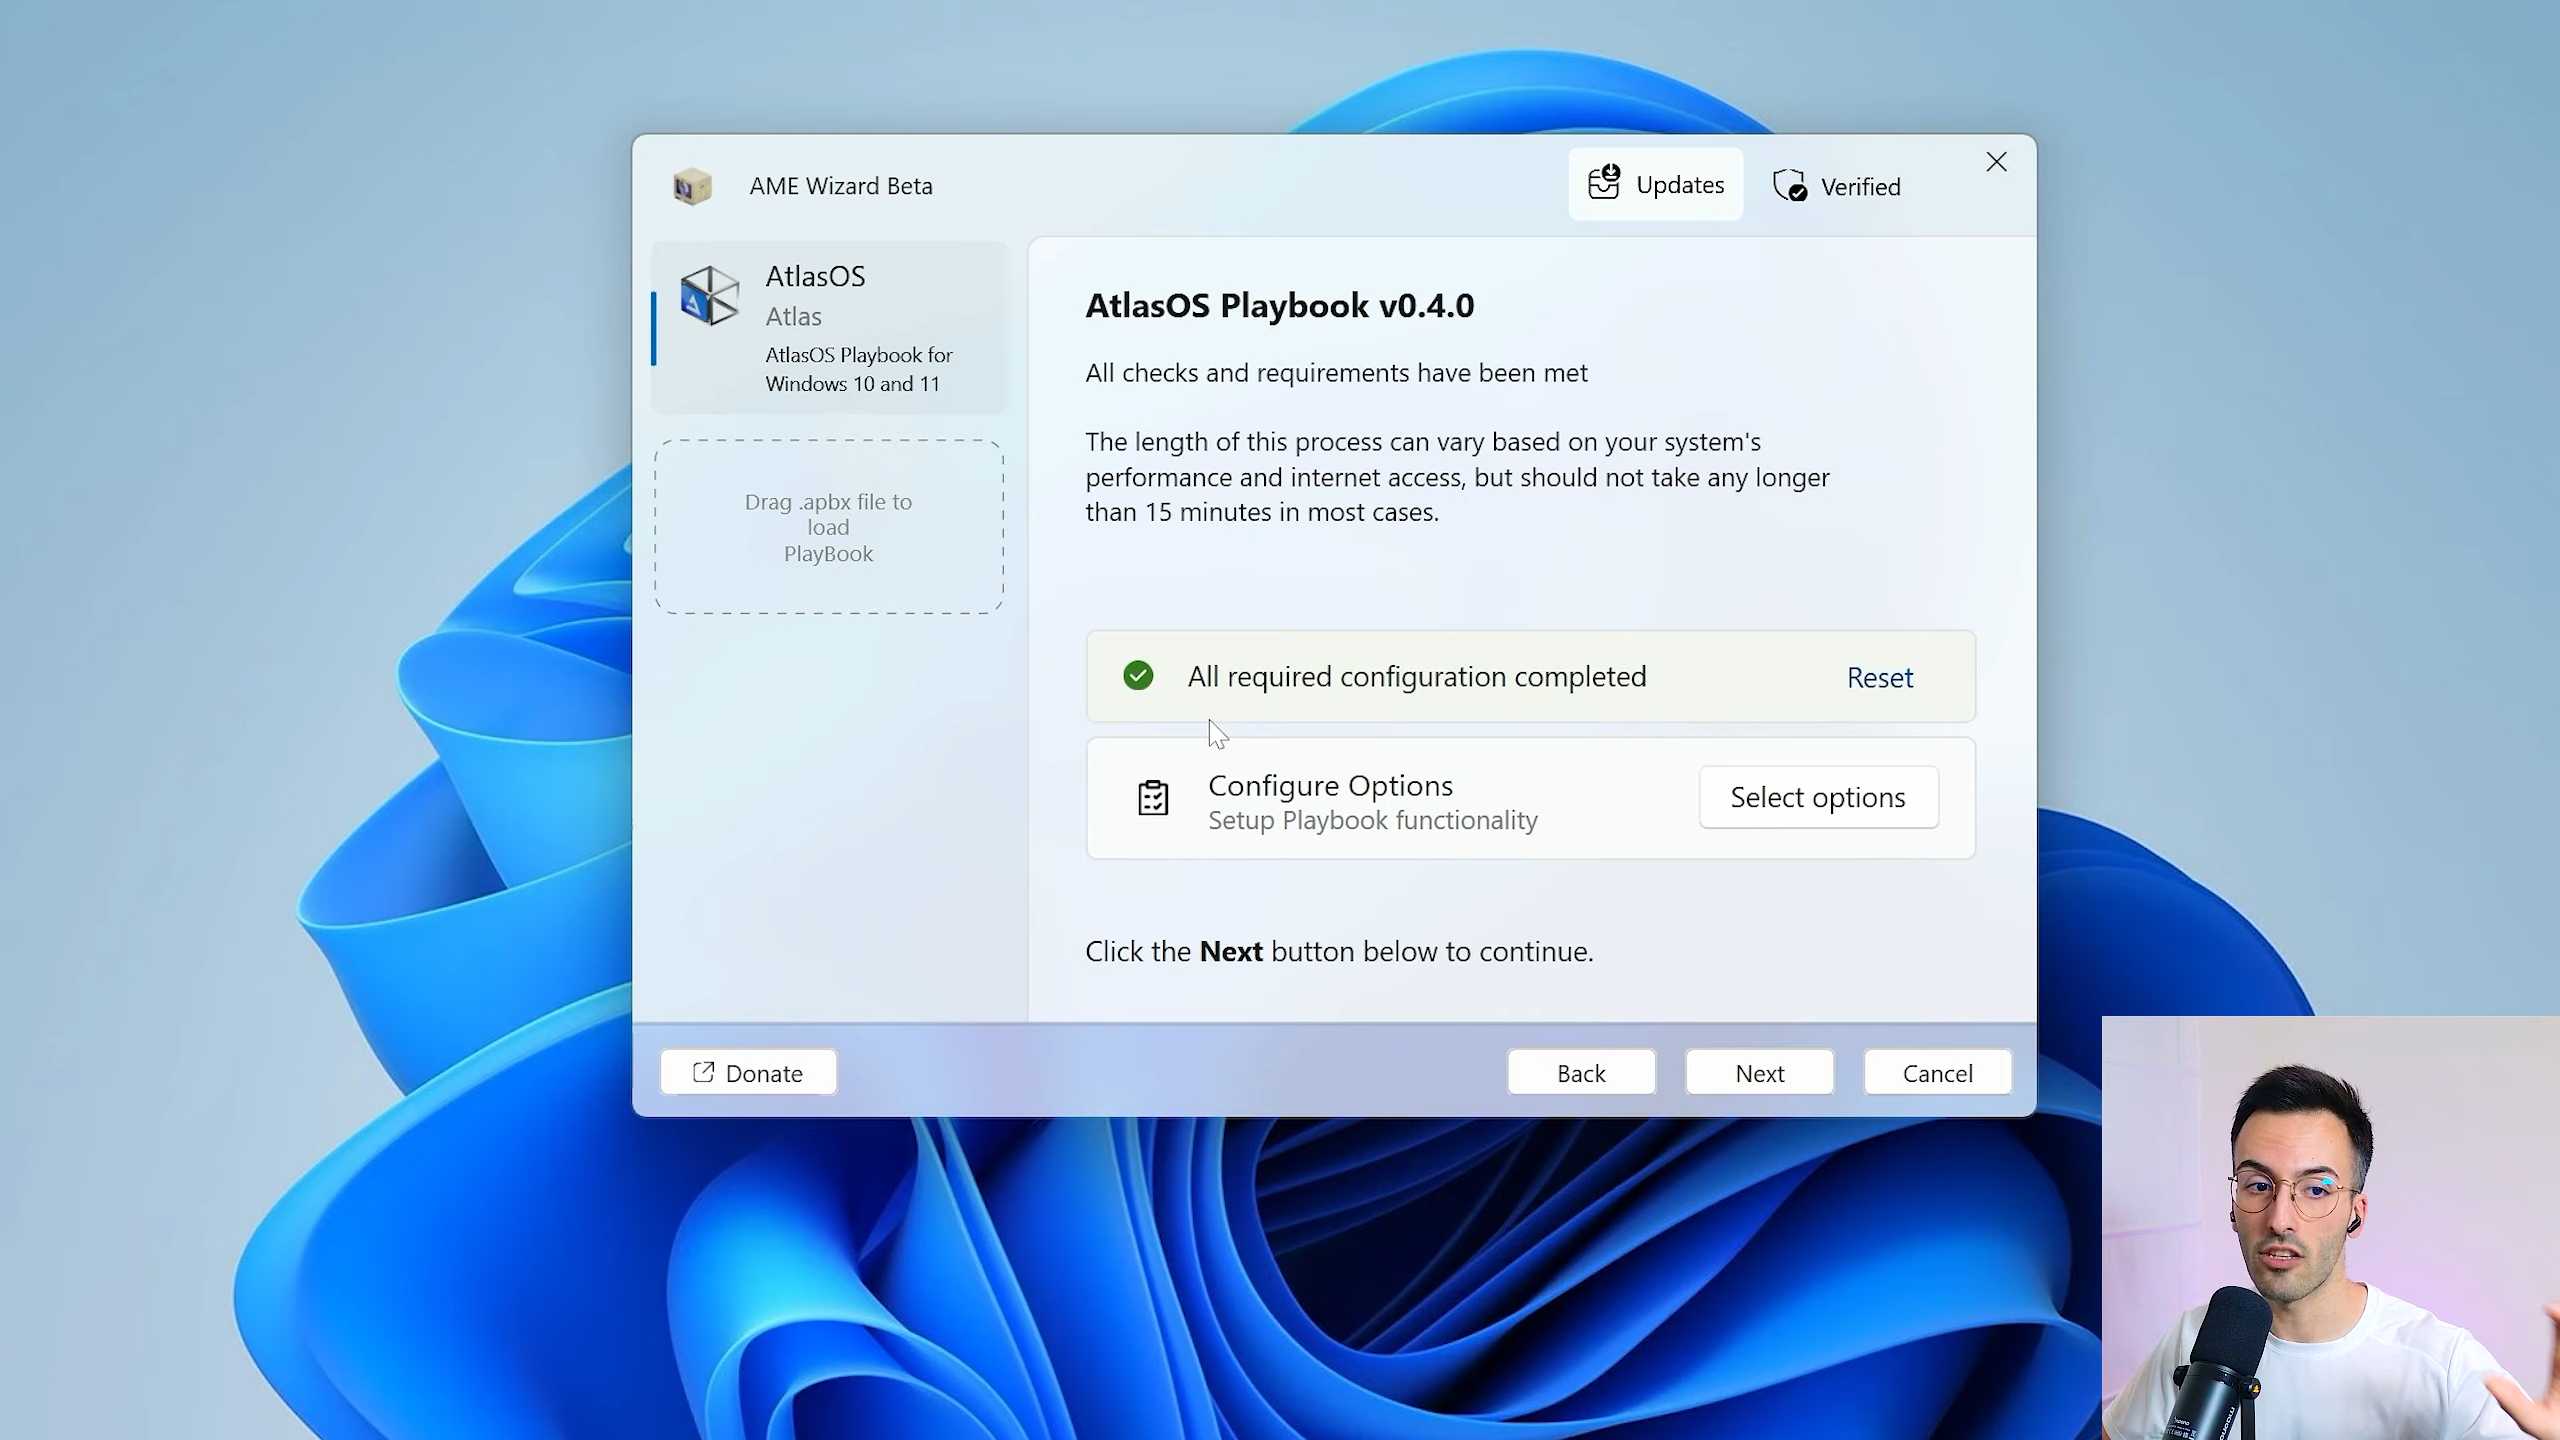 AME Wizard Beta
Updates
Verified
AtlasOS
Atlas
AtlasOS Playbook for
Windows 10 and 11
Drag .apbx file to
load
PlayBook
AtlasOS Playbook v0.4.0
All checks and requirements have been met
The length of this process can vary based on your system's
performance and internet access, but should not take any longer
than 15 minutes in most cases.
All required configuration completed
Reset
Configure Options
Setup Playbook functionality
Select options
Click the Next button below to continue.
Donate
Back
Next
Cancel